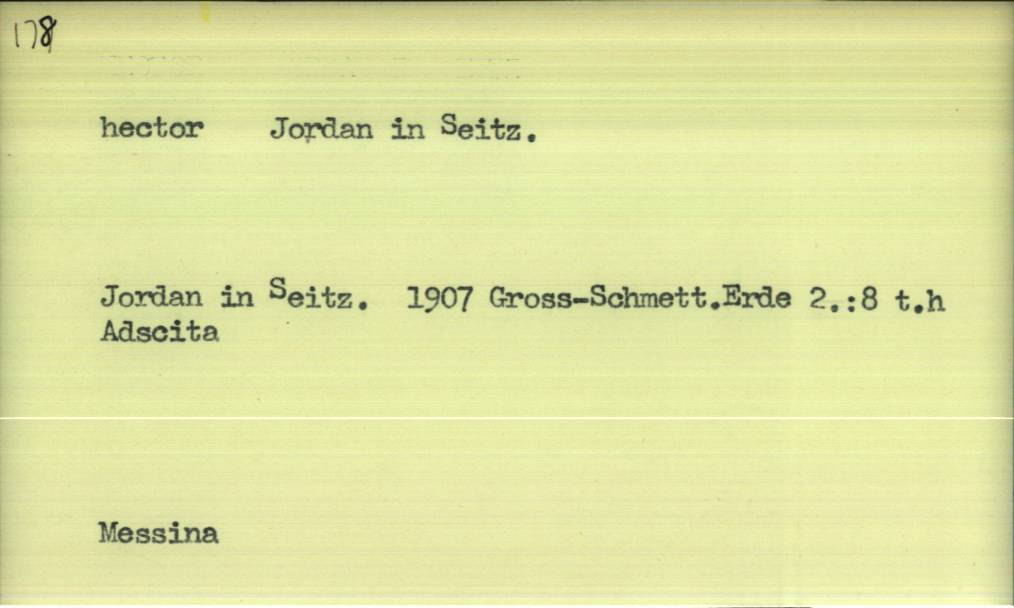 178
hector Jordan in Seitz.
Jordan in Seitz. 1907 Gross-Schmett.Erde 2.:8 t.h
Adscita
Messina